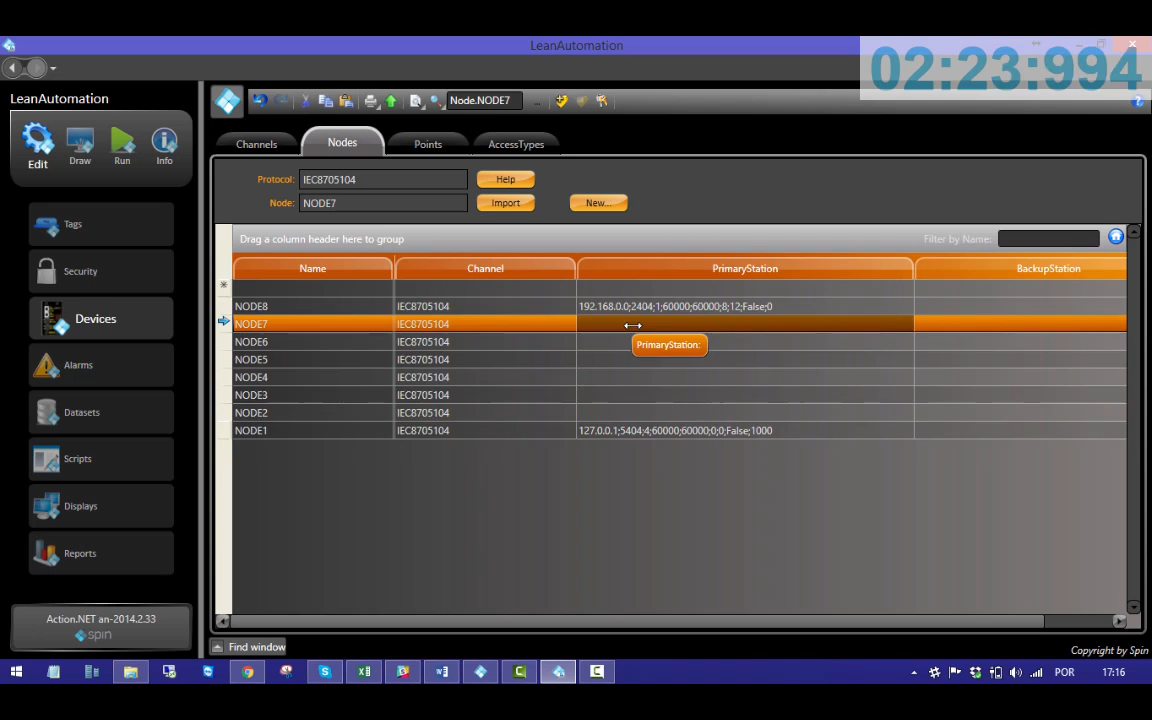 LeanAutomation
02:23:994
LeanAutomation
Edit
Draw
Run
Info
Tags
Security
Devices
Alarms
Datasets
Scripts
Displays
Reports
Action.NET an-2014.2.33
spin
Node.NODE7
Channels
Nodes
Points
AccessTypes
Protocol: IEC8705104 Help
Node: NODE7 Import New...
Drag a column header here to group Filter by Name:
Name Channel PrimaryStation BackupStation
NODE8 IEC8705104 192.168.0.0;2404;1;60000;60000;8;12;False;0
NODE7 IEC8705104
PrimaryStation:
NODE6 IEC8705104
NODE5 IEC8705104
NODE4 IEC8705104
NODE3 IEC8705104
NODE2 IEC8705104
NODE1 IEC8705104 127.0.0.1;5404;4;60000;60000;0;0;False;1000
Find window
Copyright by Spin
POR 17:16